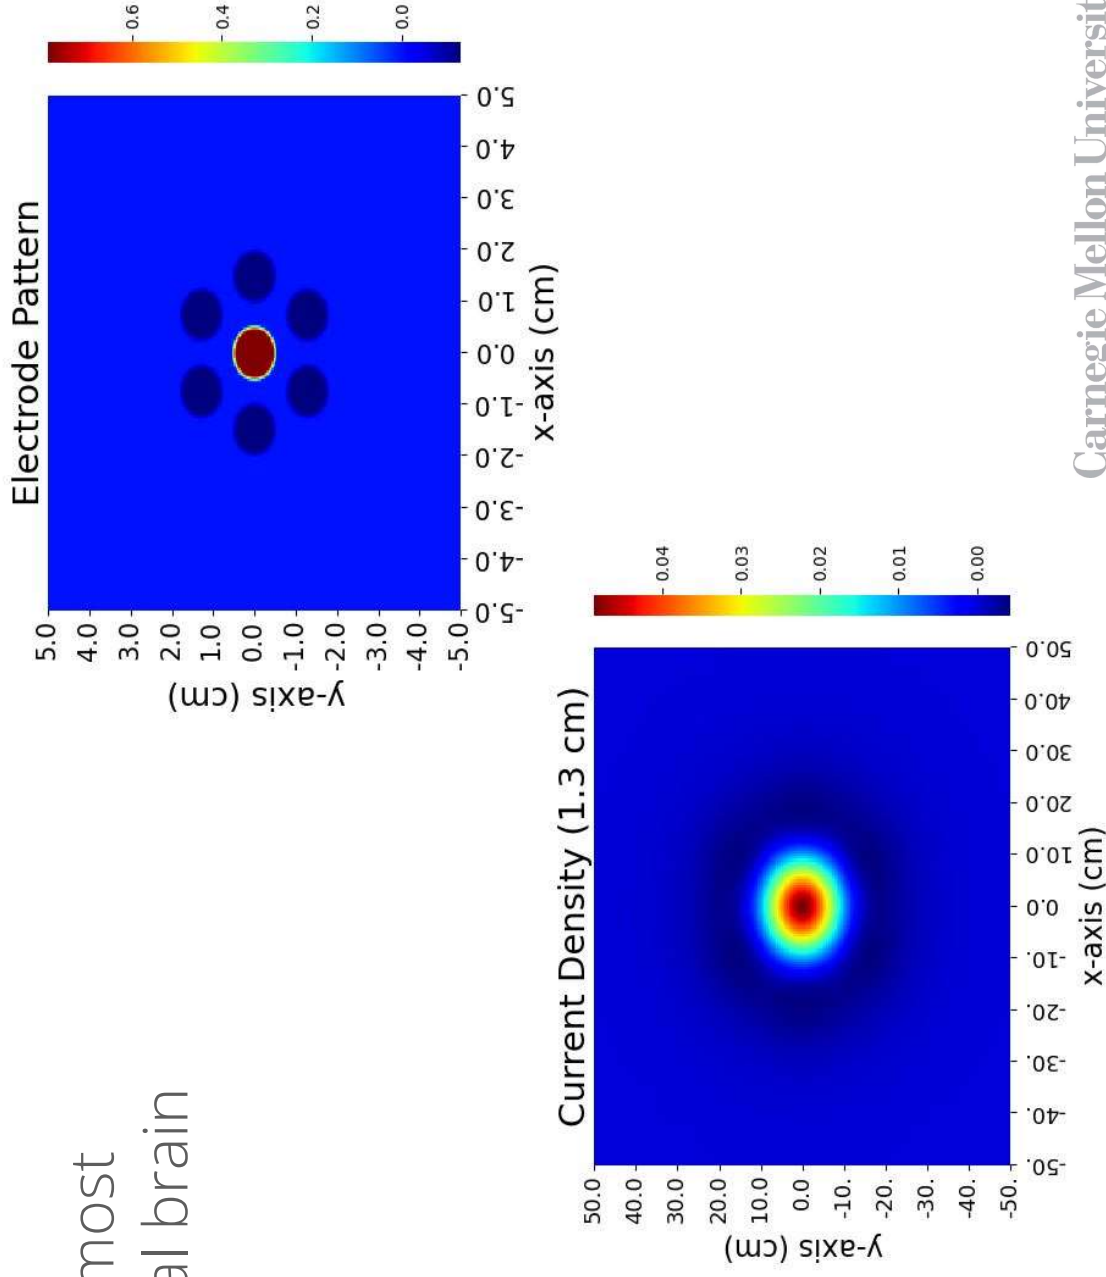 most
al brain
Electrode Pattern
y-axis (cm)
5.0
4.0
3.0
2.0
1.0
0.0
-1.0
-2.0
-3.0
-4.0
-5.0
-5.0 -4.0 -3.0 -2.0 -1.0 0.0 1.0 2.0 3.0 4.0 5.0
x-axis (cm)
0.6
0.4
0.2
0.0
Current Density (1.3 cm)
y-axis (cm)
50.0
40.0
30.0
20.0
10.0
0.0
-10.
-20.
-30.
-40.
-50.
-50. -40. -30. -20. -10. 0.0 10.0 20.0 30.0 40.0 50.0
x-axis (cm)
0.04
0.03
0.02
0.01
0.00
Carnegie Mellon Universit